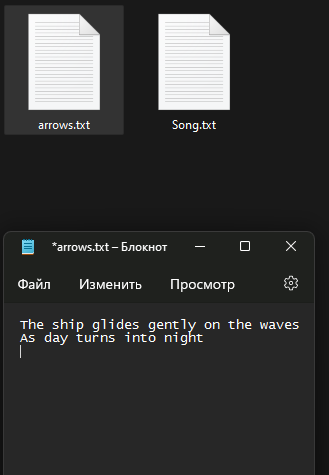 arrows.txt
Song.txt
*arrows.txt – Блокнот
Файл Изменить Просмотр
The ship glides gently on the waves
As day turns into night